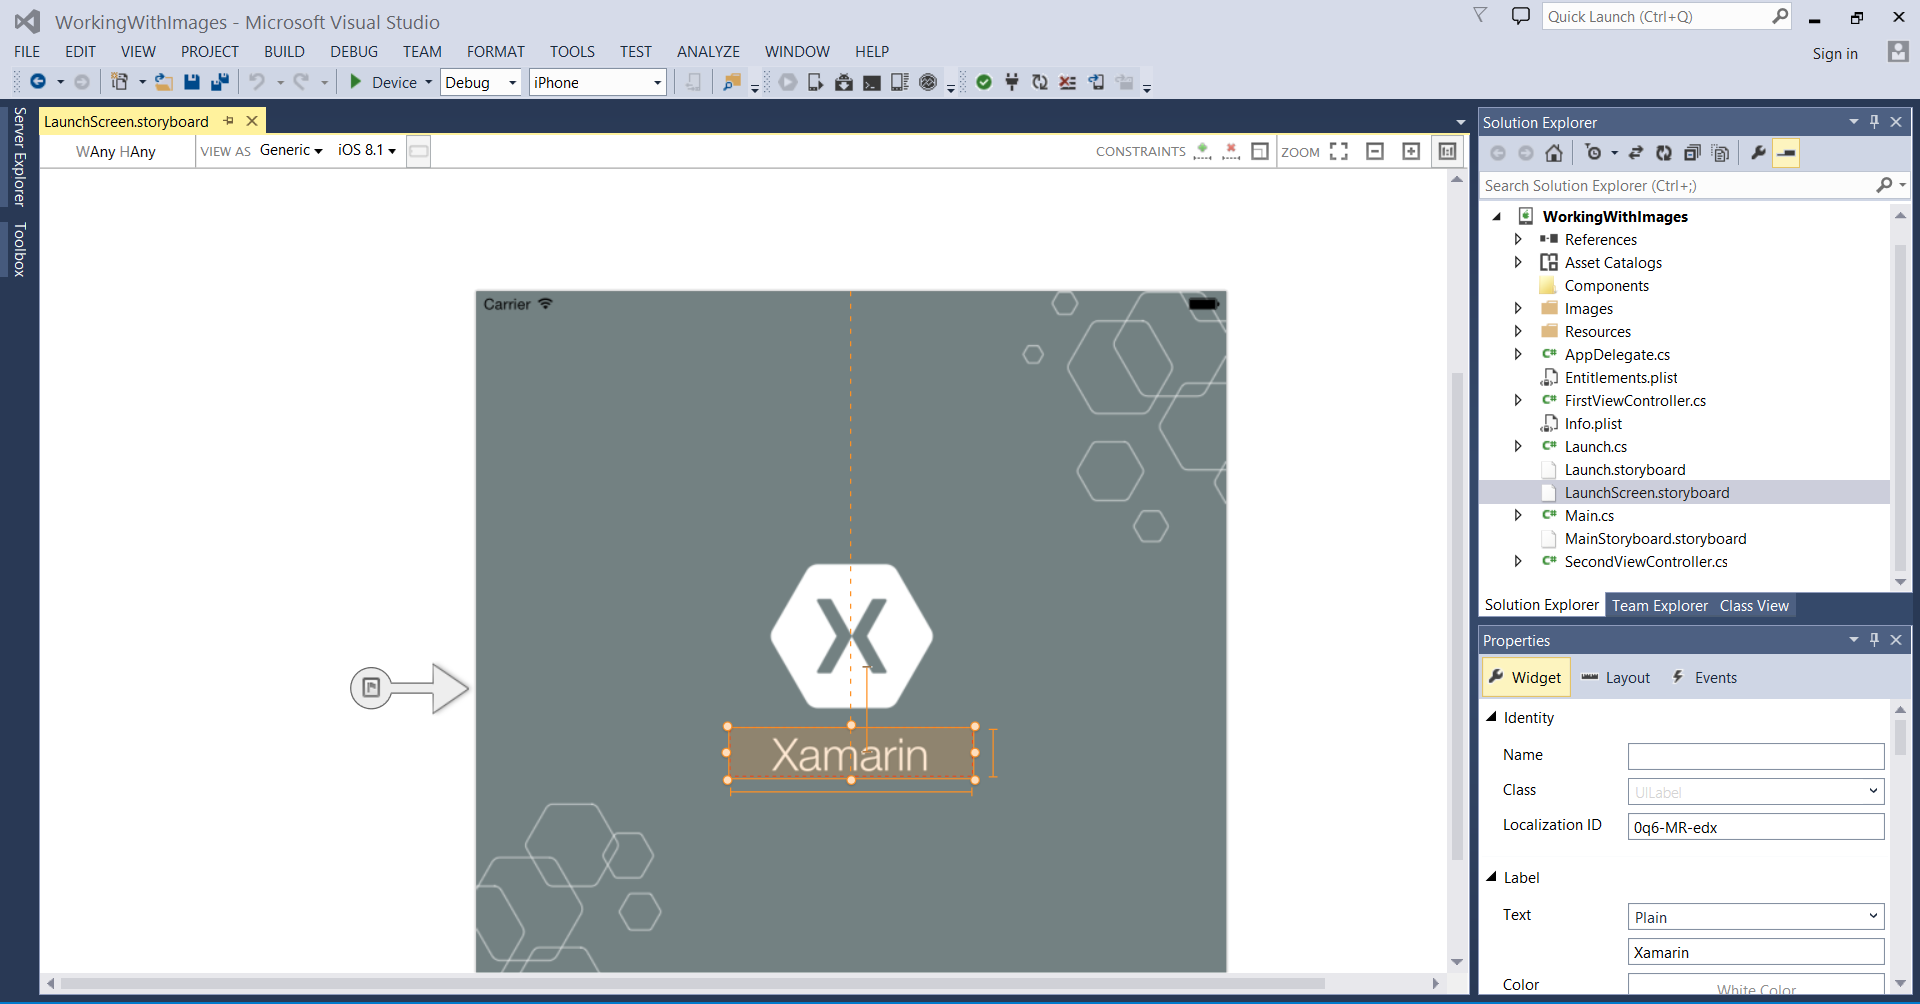 WorkingWithImages - Microsoft Visual Studio
Quick Launch (Ctrl+Q)
FILE EDIT VIEW PROJECT BUILD DEBUG TEAM FORMAT TOOLS TEST ANALYZE WINDOW HELP
Sign in
Device Debug iPhone
Server Explorer
Toolbox
LaunchScreen.storyboard
WAny HAny VIEW AS Generic iOS 8.1 CONSTRAINTS ZOOM
Carrier
X
Xamarin
Solution Explorer
Search Solution Explorer (Ctrl+;)
WorkingWithImages
References
Asset Catalogs
Components
Images
Resources
C# AppDelegate.cs
Entitlements.plist
C# FirstViewController.cs
Info.plist
C# Launch.cs
Launch.storyboard
LaunchScreen.storyboard
C# Main.cs
MainStoryboard.storyboard
C# SecondViewController.cs
Solution Explorer Team Explorer Class View
Properties
Widget Layout Events
Identity
Name
Class UILabel
Localization ID 0q6-MR-edx
Label
Text Plain
Xamarin
Color White Color